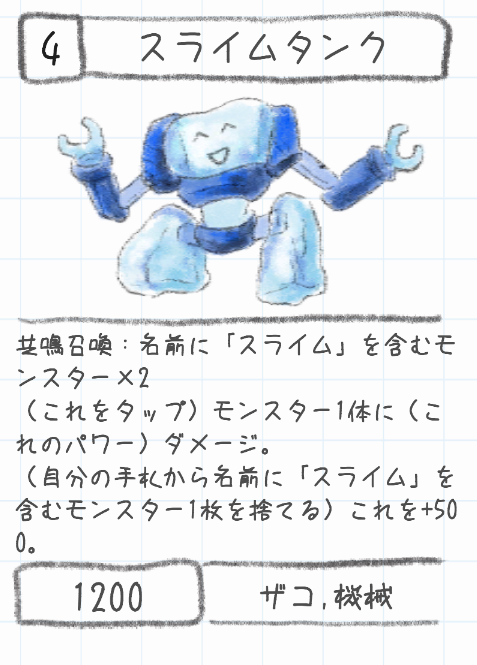 4
スライムタンク
共鳴召喚：名前に「スライム」を含むモ
ンスター×2
（これをタップ）モンスター1体に（こ
れのパワー）ダメージ。
（自分の手札から名前に「スライム」を
含むモンスター1枚を捨てる）これを+50
0。
1200
ザコ,機械